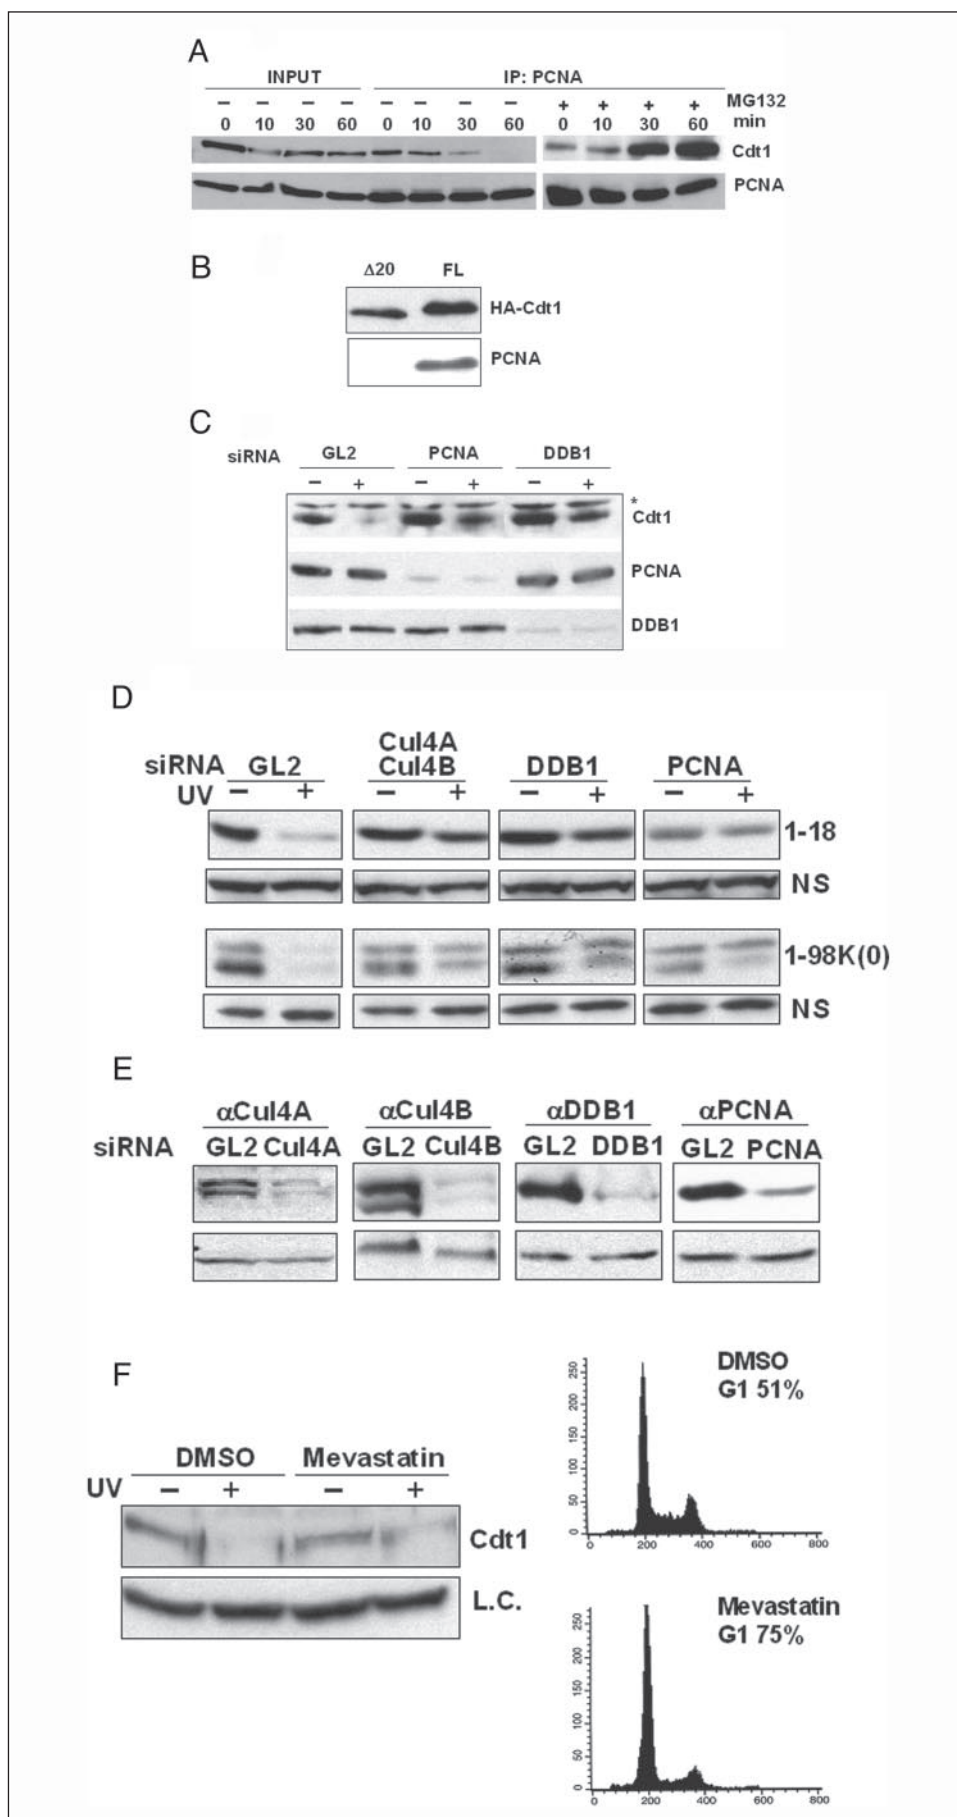 A
INPUT IP: PCNA
− − − − − − − − + + + + MG132
0 10 30 60 0 10 30 60 0 10 30 60 min
Cdt1
PCNA
B
Δ20 FL
HA-Cdt1
PCNA
C
siRNA GL2 PCNA DDB1
− + − + − +
*
Cdt1
PCNA
DDB1
D
Cul4A
siRNA GL2 Cul4B DDB1 PCNA
UV − + − + − + − +
1-18
NS
1-98K(0)
NS
E
αCul4A αCul4B αDDB1 αPCNA
siRNA GL2 Cul4A GL2 Cul4B GL2 DDB1 GL2 PCNA
F
DMSO Mevastatin
UV − + − +
Cdt1
L.C.
DMSO
G1 51%
250
200
150
100
50
0
0 200 400 600 800
Mevastatin
G1 75%
250
200
150
100
50
0
0 200 400 600 800